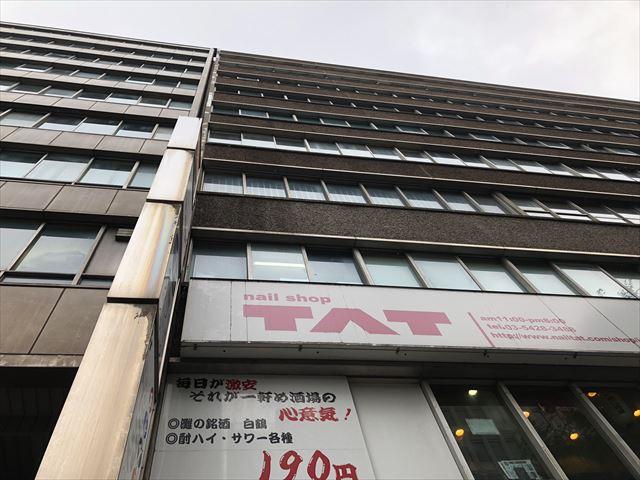 nail shop
TAT
am11:00-pm8:00
tel.03-5428-3488
http://www.nailtat.com/shop/
毎日が激安
それが一軒め酒場の
心意気!
◎灘の銘酒 白鶴
◎酎ハイ・サワー各種
190円